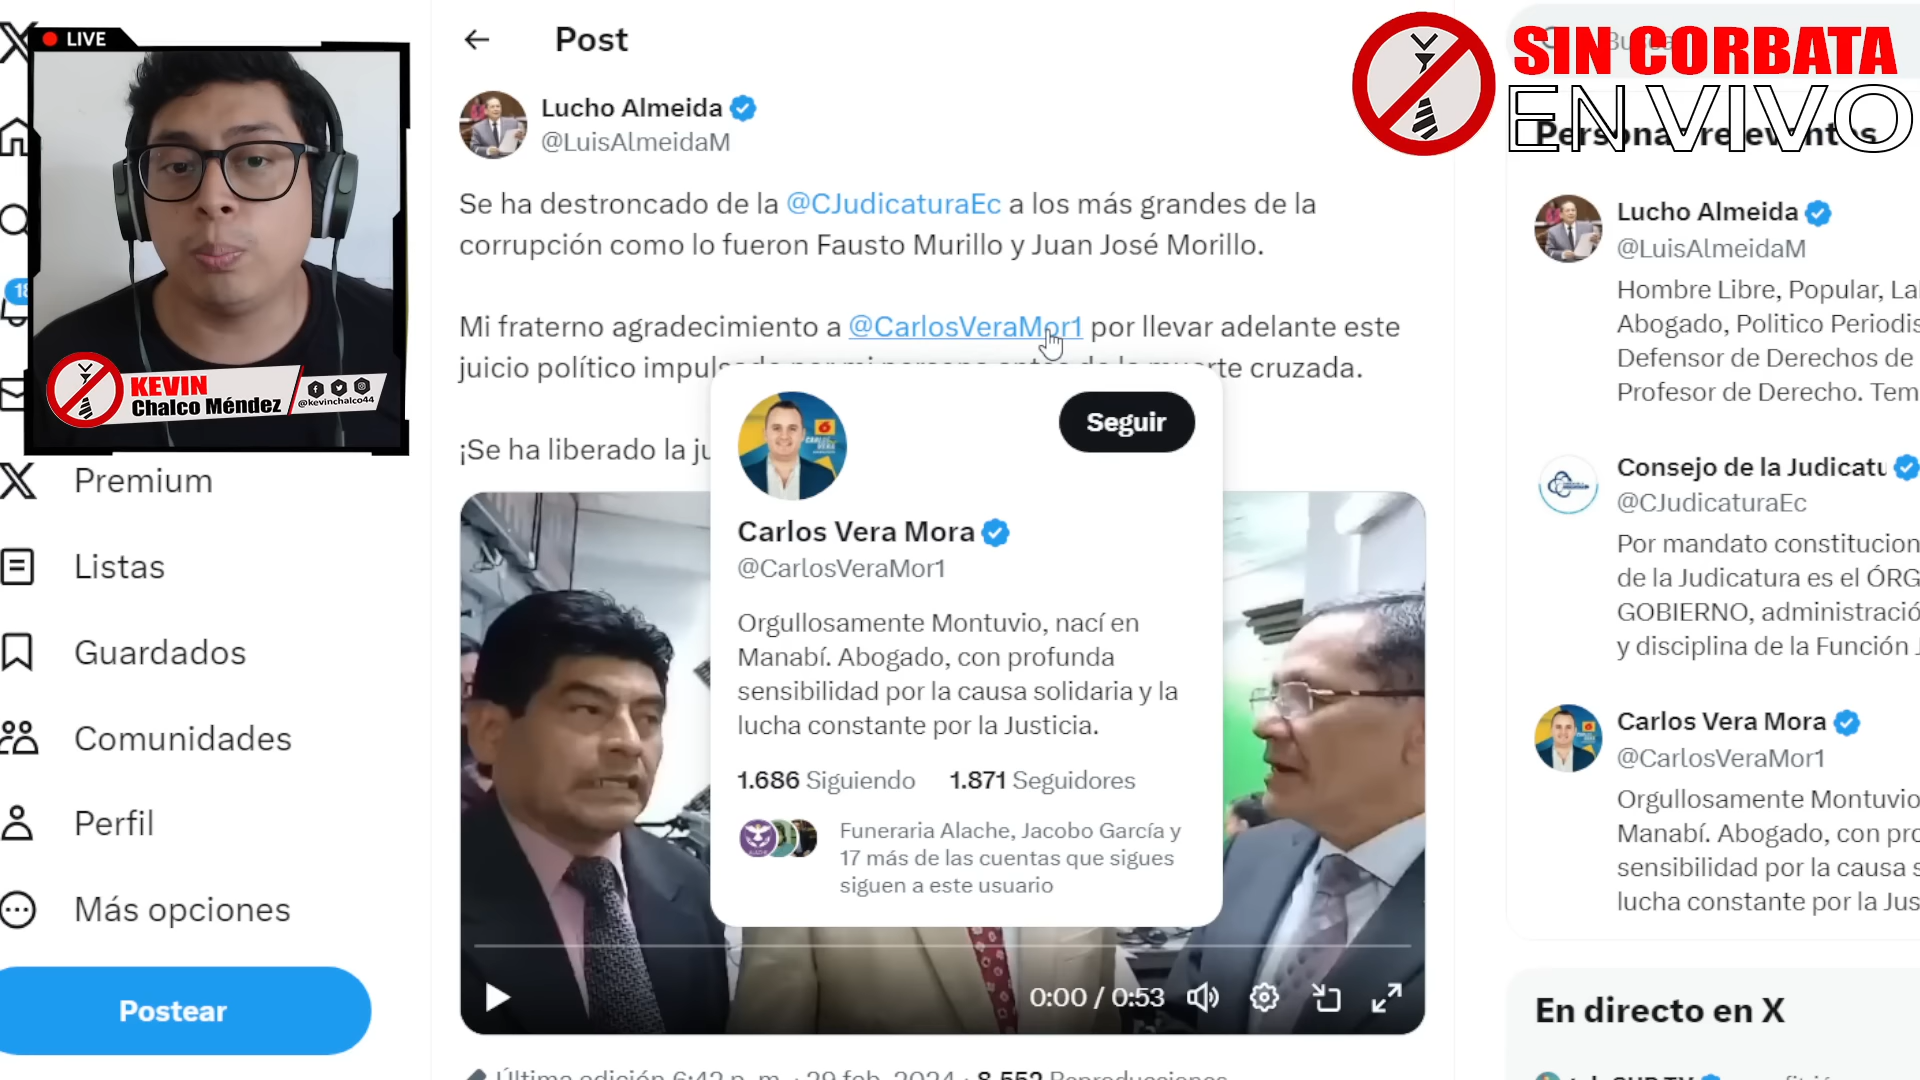 LIVE
KEVIN
Chalco Méndez
@kevinchalco44
18
Premium
Listas
Guardados
Comunidades
Perfil
Más opciones
Postear
Post
Lucho Almeida
@LuisAlmeidaM
Se ha destroncado de la @CJudicaturaEc a los más grandes de la
corrupción como lo fueron Fausto Murillo y Juan José Morillo.
Mi fraterno agradecimiento a @CarlosVeraMor1 por llevar adelante este
juicio político impulsado por mi persona antes de la muerte cruzada.
¡Se ha liberado la ju
Seguir
Carlos Vera Mora
@CarlosVeraMor1
Orgullosamente Montuvio, nací en
Manabí. Abogado, con profunda
sensibilidad por la causa solidaria y la
lucha constante por la Justicia.
1.686 Siguiendo 1.871 Seguidores
Funeraria Alache, Jacobo García y
17 más de las cuentas que sigues
siguen a este usuario
0:00 / 0:53
Última edición 6:42 p. m. · 29 feb. 2024 · 8.552 Reproducciones
SIN CORBATA
EN VIVO
Personas relevantes
Lucho Almeida
@LuisAlmeidaM
Hombre Libre, Popular, Lai
Abogado, Politico Periodis
Defensor de Derechos de
Profesor de Derecho. Tem
Consejo de la Judicatu
@CJudicaturaEc
Por mandato constitucion
de la Judicatura es el ÓRG
GOBIERNO, administració
y disciplina de la Función J
Carlos Vera Mora
@CarlosVeraMor1
Orgullosamente Montuvio
Manabí. Abogado, con pro
sensibilidad por la causa s
lucha constante por la Jus
En directo en X